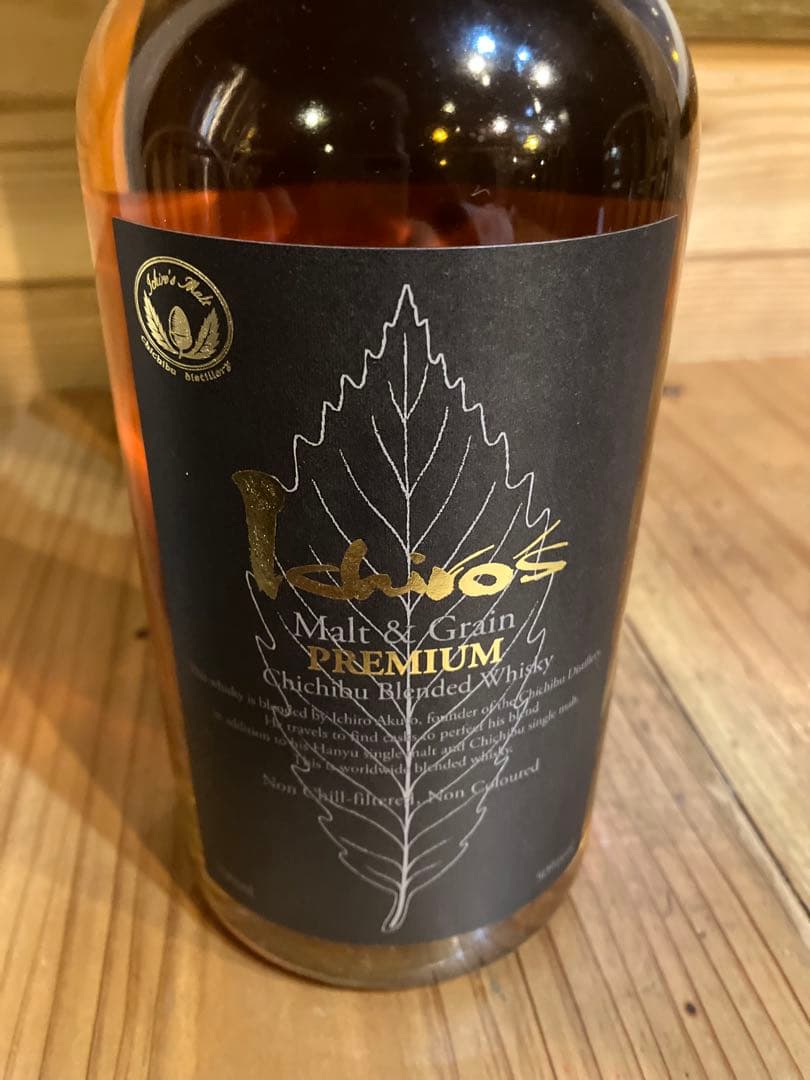 Ichiro's Malt
Chichibu Distillery
Ichiro's
Malt & Grain
PREMIUM
Chichibu Blended Whisky
This whisky is blended by Ichiro Akuto, founder of the Chichibu Distillery.
He travels to find casks to perfect his blend
in addition to his Hanyu single malt and Chichibu single malt.
This is worldwide blended whisky.
Non Chill-filtered, Non Coloured